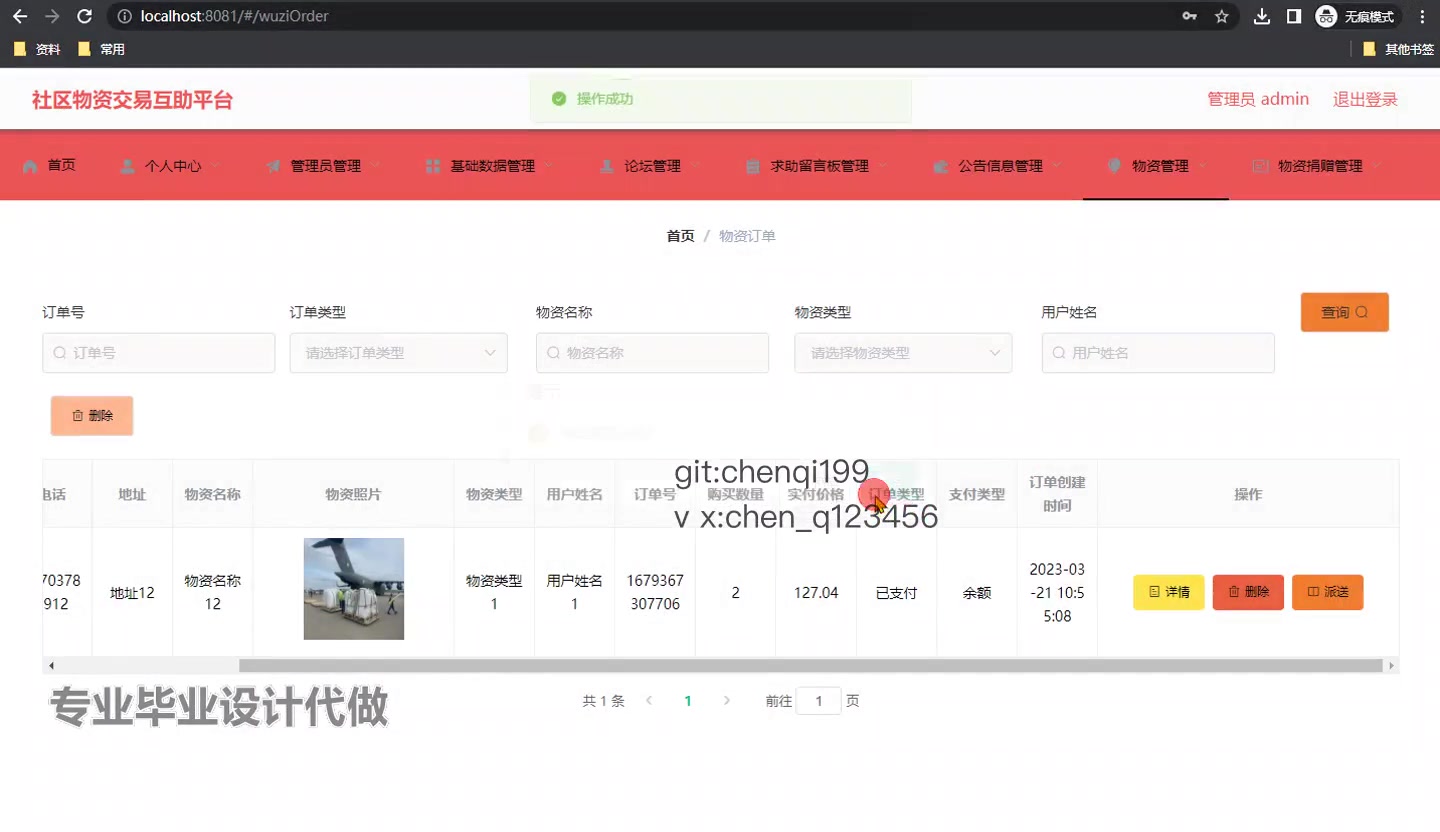 localhost:8081/#/wuziOrder
无痕模式
资料
常用
其他书签
社区物资交易互助平台
操作成功
管理员 admin
退出登录
首页
个人中心
管理员管理
基础数据管理
论坛管理
求助留言板管理
公告信息管理
物资管理
物资捐赠管理
首页 / 物资订单
订单号
订单类型
物资名称
物资类型
用户姓名
查询
订单号
请选择订单类型
物资名称
请选择物资类型
用户姓名
删除
git:chenqi199
v x:chen_q123456
电话
地址
物资名称
物资照片
物资类型
用户姓名
订单号
购买数量
实付价格
订单类型
支付类型
订单创建
时间
操作
70378
912
地址12
物资名称
12
物资类型
1
用户姓名
1
1679367
307706
2
127.04
已支付
余额
2023-03
-21 10:5
5:08
详情
删除
派送
专业毕业设计代做
共 1 条
1
前往 1 页